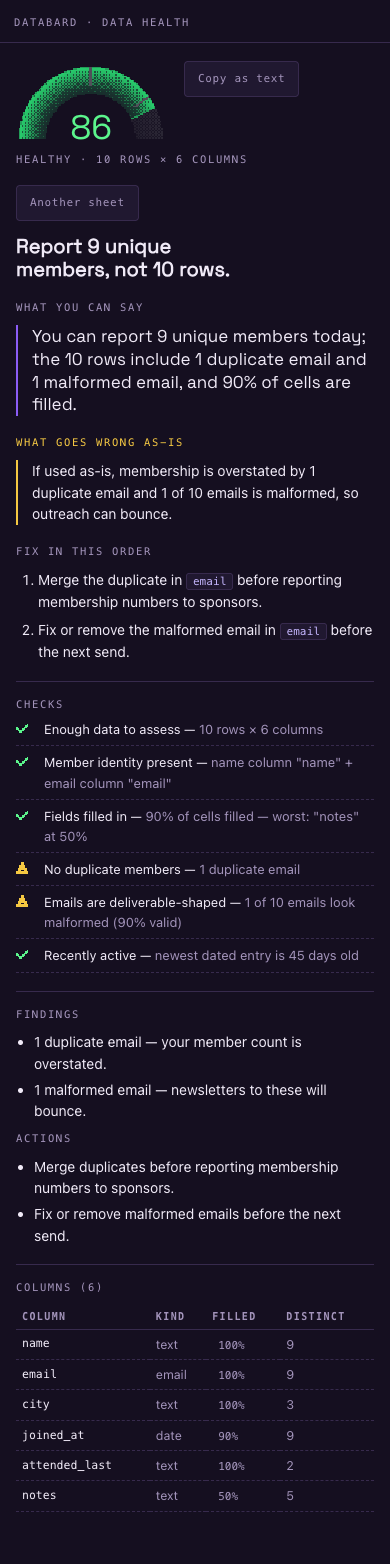 DATABARD · DATA HEALTH
86
Copy as text
HEALTHY · 10 ROWS × 6 COLUMNS
Another sheet
Report 9 unique
members, not 10 rows.
WHAT YOU CAN SAY
You can report 9 unique members today;
the 10 rows include 1 duplicate email and
1 malformed email, and 90% of cells are
filled.
WHAT GOES WRONG AS-IS
If used as-is, membership is overstated by 1
duplicate email and 1 of 10 emails is malformed, so
outreach can bounce.
FIX IN THIS ORDER
1. Merge the duplicate in email before reporting
membership numbers to sponsors.
2. Fix or remove the malformed email in email before
the next send.
CHECKS
Enough data to assess — 10 rows × 6 columns
Member identity present — name column "name" +
email column "email"
Fields filled in — 90% of cells filled — worst: "notes"
at 50%
No duplicate members — 1 duplicate email
Emails are deliverable-shaped — 1 of 10 emails look
malformed (90% valid)
Recently active — newest dated entry is 45 days old
FINDINGS
• 1 duplicate email — your member count is
overstated.
• 1 malformed email — newsletters to these will
bounce.
ACTIONS
• Merge duplicates before reporting membership
numbers to sponsors.
• Fix or remove malformed emails before the next
send.
COLUMNS (6)
COLUMN KIND FILLED DISTINCT
name text 100% 9
email email 100% 9
city text 100% 3
joined_at date 90% 9
attended_last text 100% 2
notes text 50% 5